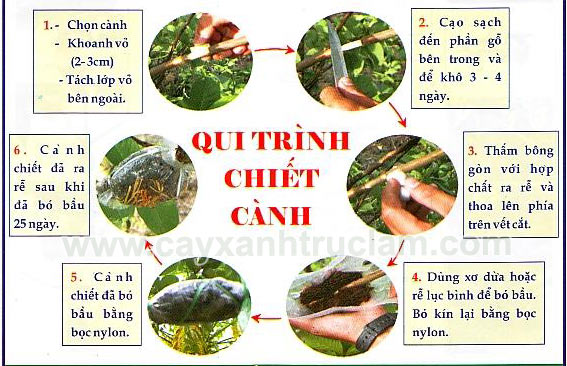 1.- Chọn cành
- Khoanh vỏ
(2-3cm)
- Tách lớp vỏ
bên ngoài.
2. Cạo sạch
đến phần gỗ
bên trong và
để khô 3 - 4
ngày.
3. Thấm bông
gòn với hợp
chất ra rễ và
thoa lên phía
trên vết cắt.
4. Dùng xơ dừa hoặc
rễ lục bình để bó bầu.
Bó kín lại bằng bọc
nylon.
5. Cành
chiết đã bó
bầu bằng
bọc nylon.
6. Cành
chiết đã ra
rễ sau khi
đã bó bầu
25 ngày.
QUI TRÌNH
CHIẾT
CÀNH
www.cayxanhtruclam.com